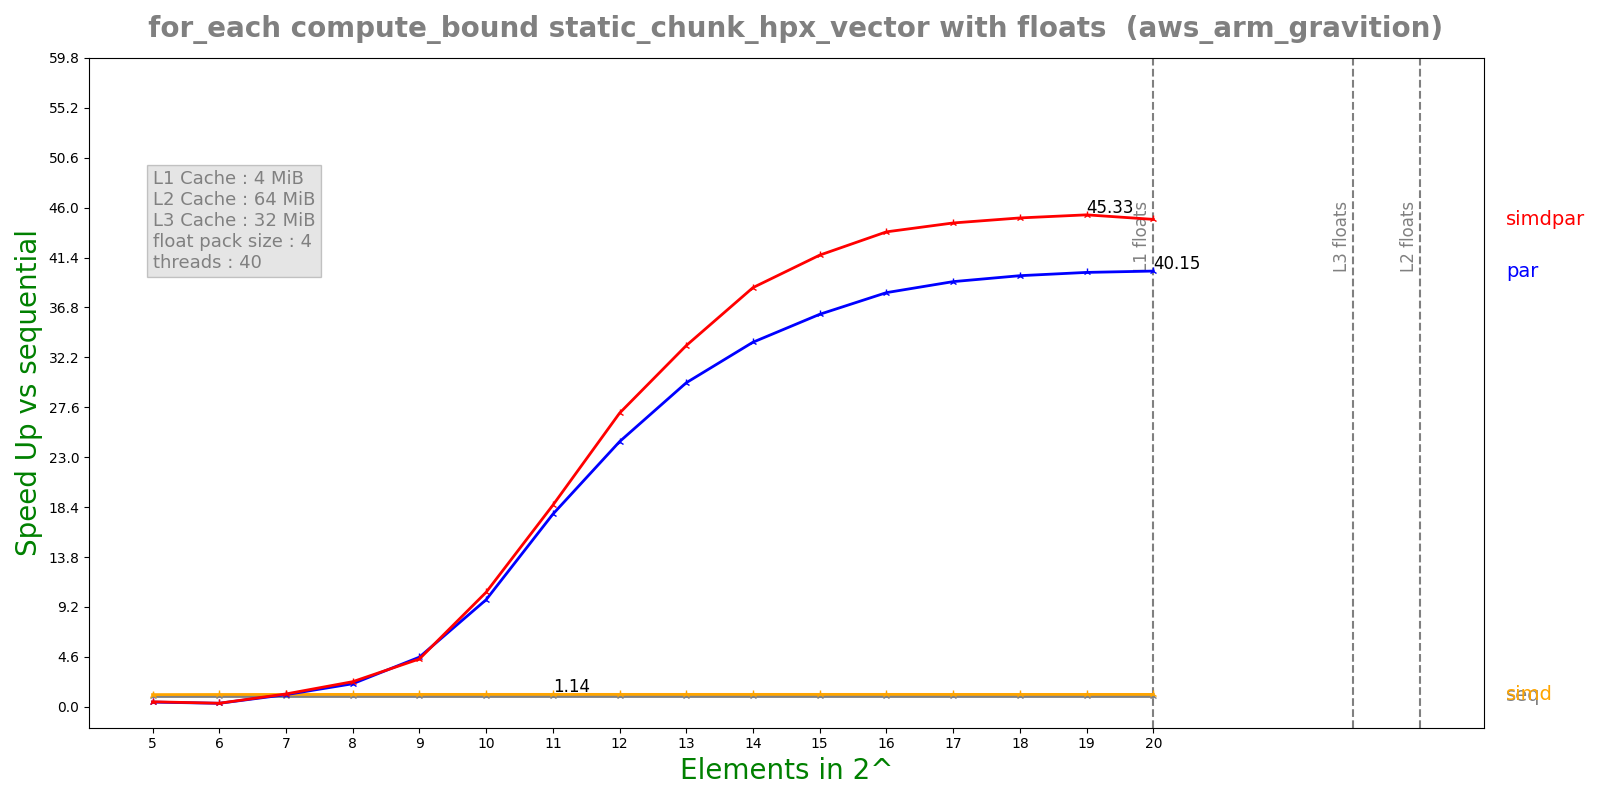 for_each compute_bound static_chunk_hpx_vector with floats  (aws_arm_gravition)
Speed Up vs sequential
59.8
55.2
50.6
46.0
41.4
36.8
32.2
27.6
23.0
18.4
13.8
9.2
4.6
0.0
L1 Cache : 4 MiB
L2 Cache : 64 MiB
L3 Cache : 32 MiB
float pack size : 4
threads : 40
45.33
40.15
1.14
L1 floats
L3 floats
L2 floats
simdpar
par
simd
seq
5 6 7 8 9 10 11 12 13 14 15 16 17 18 19 20
Elements in 2^